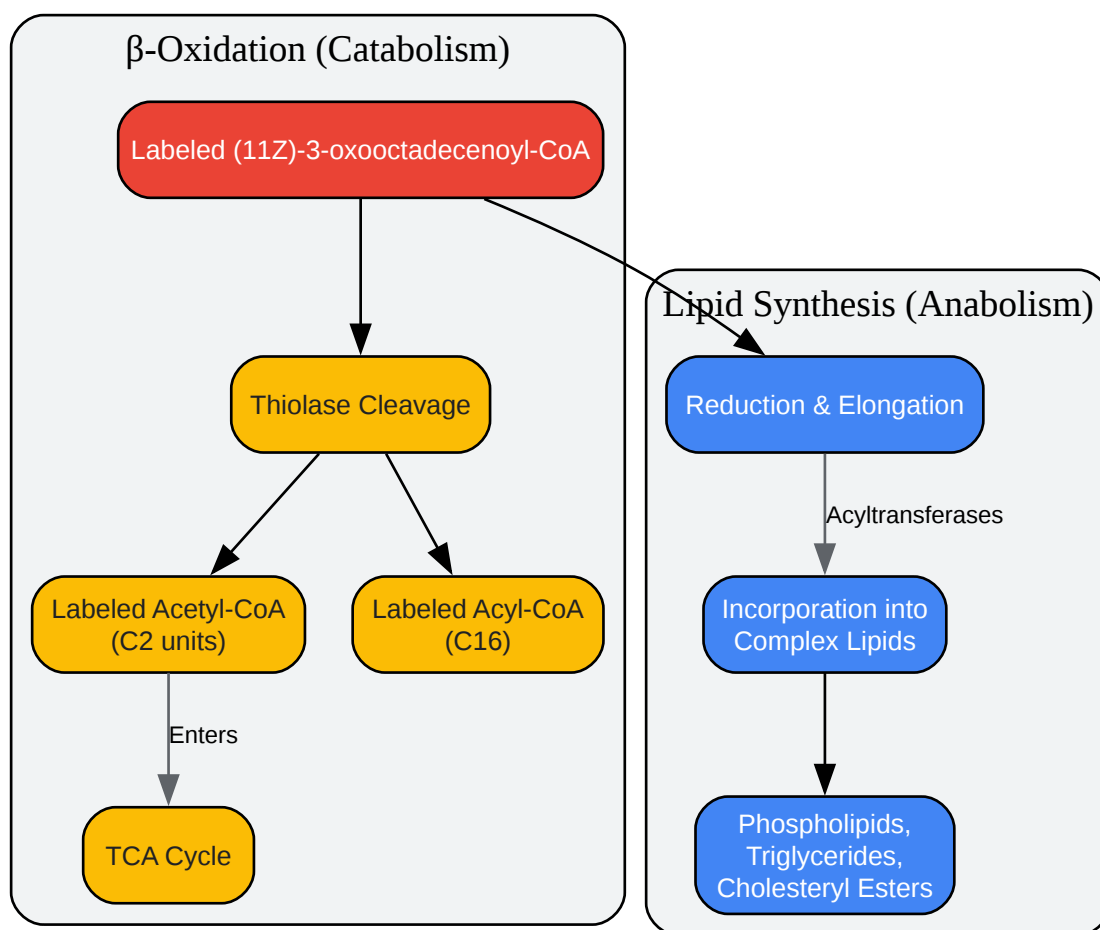 β-Oxidation (Catabolism)
Labeled (11Z)-3-oxooctadecenoyl-CoA
Thiolase Cleavage
Labeled Acetyl-CoA
(C2 units)
Labeled Acyl-CoA
(C16)
Enters
TCA Cycle
Lipid Synthesis (Anabolism)
Reduction & Elongation
Acyltransferases
Incorporation into
Complex Lipids
Phospholipids,
Triglycerides,
Cholesteryl Esters